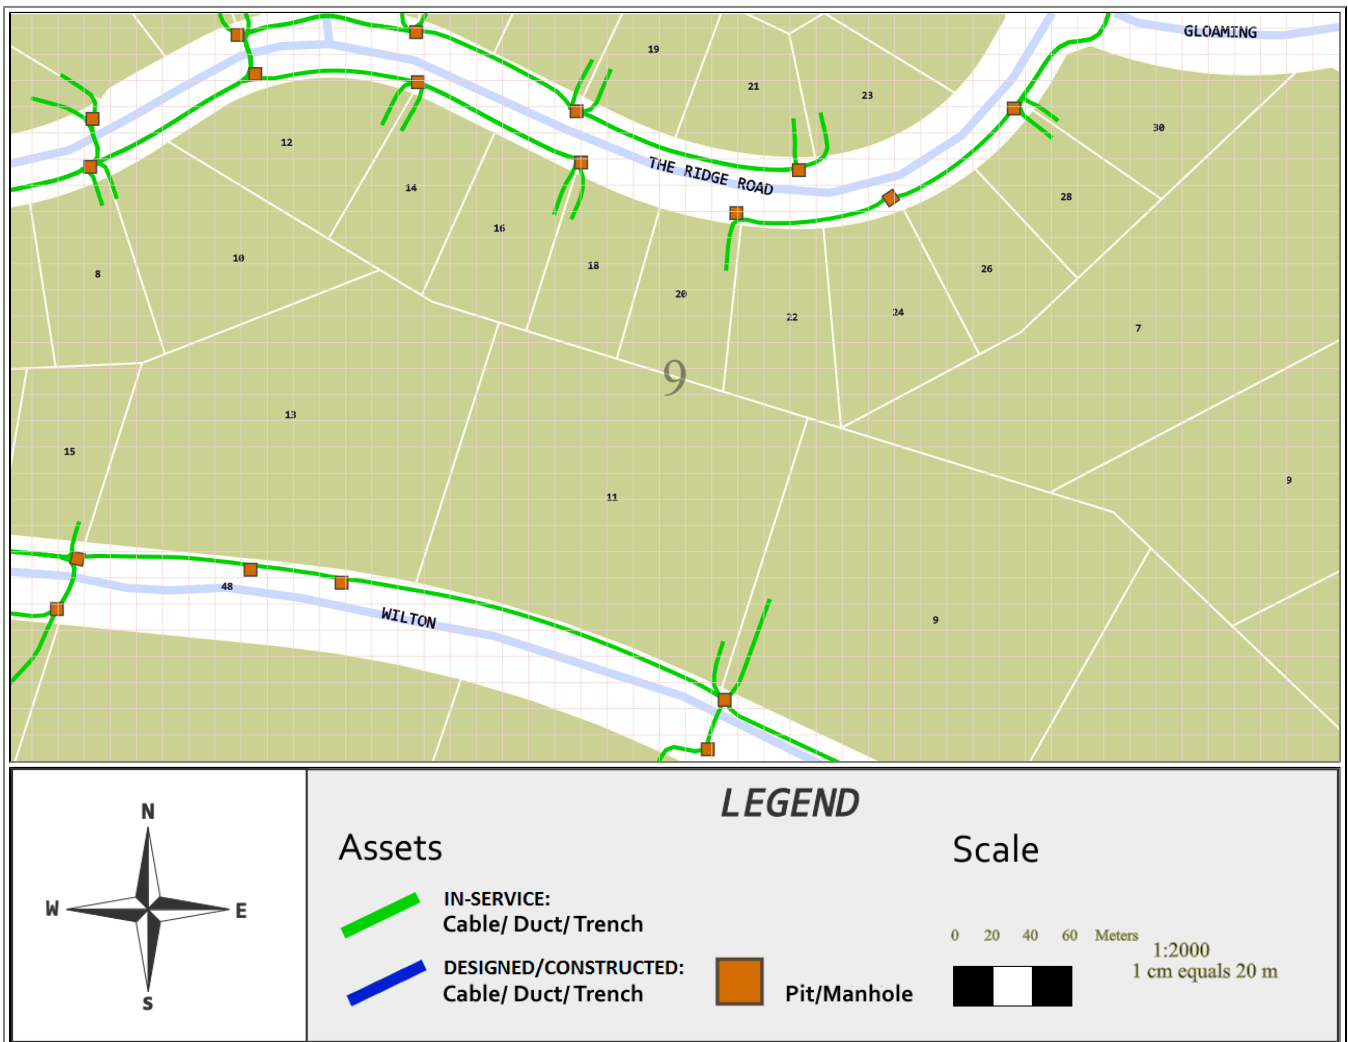 GLOAMING
19
21
23
30
12
THE RIDGE ROAD
14
28
16
10
18
26
8
20
24
22
7
9
13
15
9
11
48
WILTON
9
LEGEND
N
W
E
S
Assets
IN-SERVICE:
Cable/ Duct/ Trench
DESIGNED/CONSTRUCTED:
Cable/ Duct/ Trench
Pit/Manhole
Scale
0 20 40 60 Meters
1:2000
1 cm equals 20 m